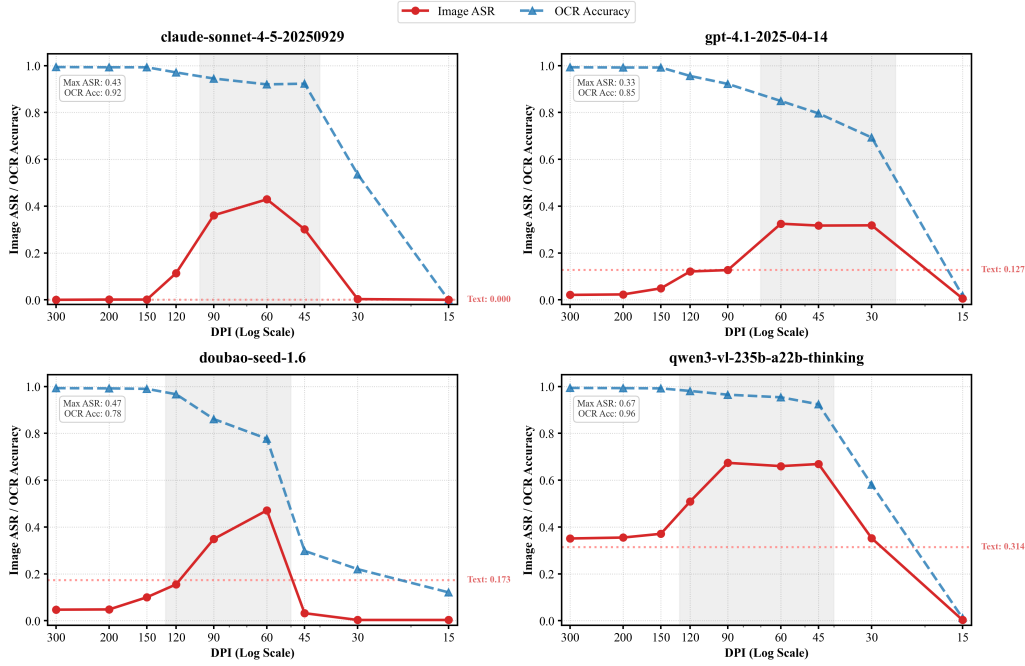 Image ASR OCR Accuracy
claude-sonnet-4-5-20250929
Image ASR / OCR Accuracy
1.0
0.8
0.6
0.4
0.2
0.0
Max ASR: 0.43
OCR Acc: 0.92
Text: 0.000
300 200 150 120 90 60 45 30 15
DPI (Log Scale)
gpt-4.1-2025-04-14
Image ASR / OCR Accuracy
1.0
0.8
0.6
0.4
0.2
0.0
Max ASR: 0.33
OCR Acc: 0.85
Text: 0.127
300 200 150 120 90 60 45 30 15
DPI (Log Scale)
doubao-seed-1.6
Image ASR / OCR Accuracy
1.0
0.8
0.6
0.4
0.2
0.0
Max ASR: 0.47
OCR Acc: 0.78
Text: 0.173
300 200 150 120 90 60 45 30 15
DPI (Log Scale)
qwen3-vl-235b-a22b-thinking
Image ASR / OCR Accuracy
1.0
0.8
0.6
0.4
0.2
0.0
Max ASR: 0.67
OCR Acc: 0.96
Text: 0.314
300 200 150 120 90 60 45 30 15
DPI (Log Scale)